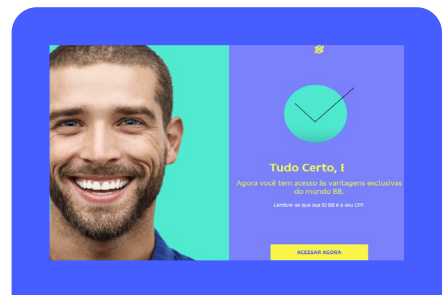 Tudo Certo,
Agora você tem acesso às vantagens exclusivas
do mundo BB.
Lembre-se que sua ID BB é o seu CPF.
ACESSAR AGORA